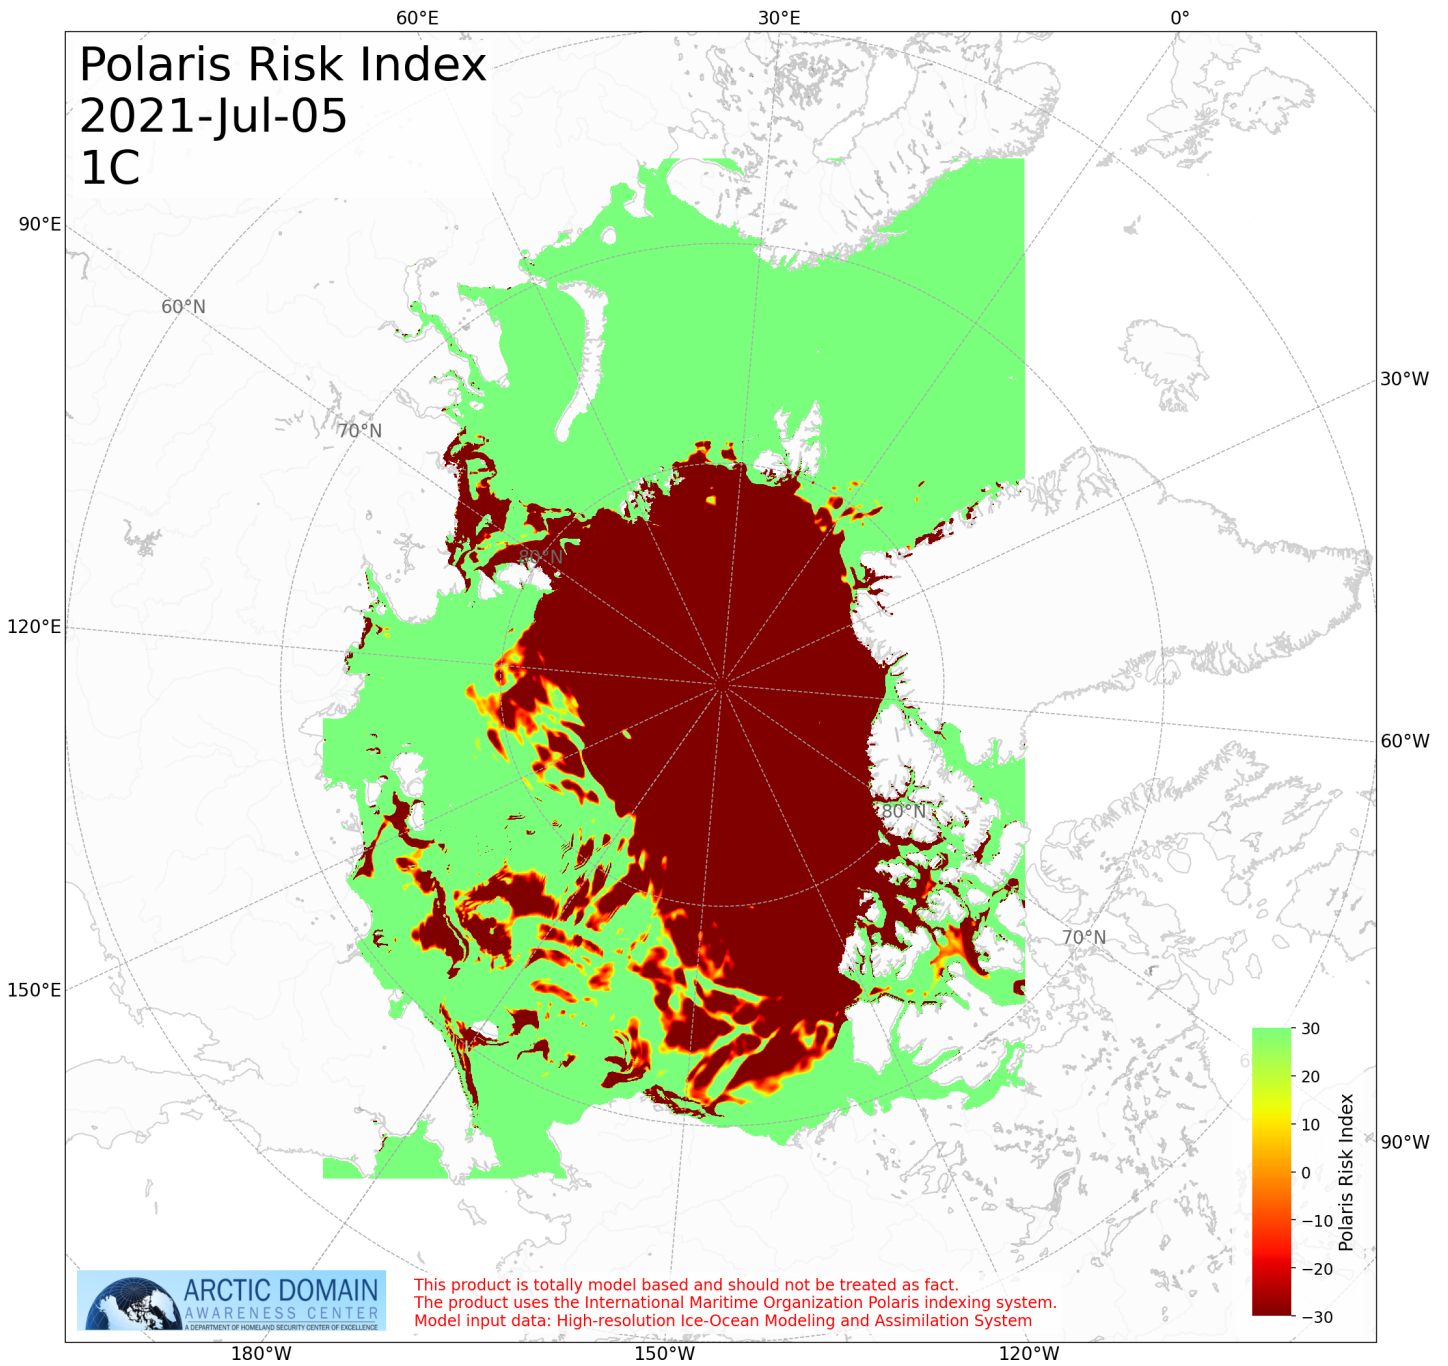 60°E
30°E
0°
Polaris Risk Index
2021-Jul-05
1C
90°E
60°N
30°W
70°N
80°N
120°E
60°W
80°N
70°N
150°E
30
20
10
0
−10
−20
−30
Polaris Risk Index
90°W
ARCTIC DOMAIN
AWARENESS CENTER
A DEPARTMENT OF HOMELAND SECURITY CENTER OF EXCELLENCE
This product is totally model based and should not be treated as fact.
The product uses the International Maritime Organization Polaris indexing system.
Model input data: High-resolution Ice-Ocean Modeling and Assimilation System
180°W
150°W
120°W